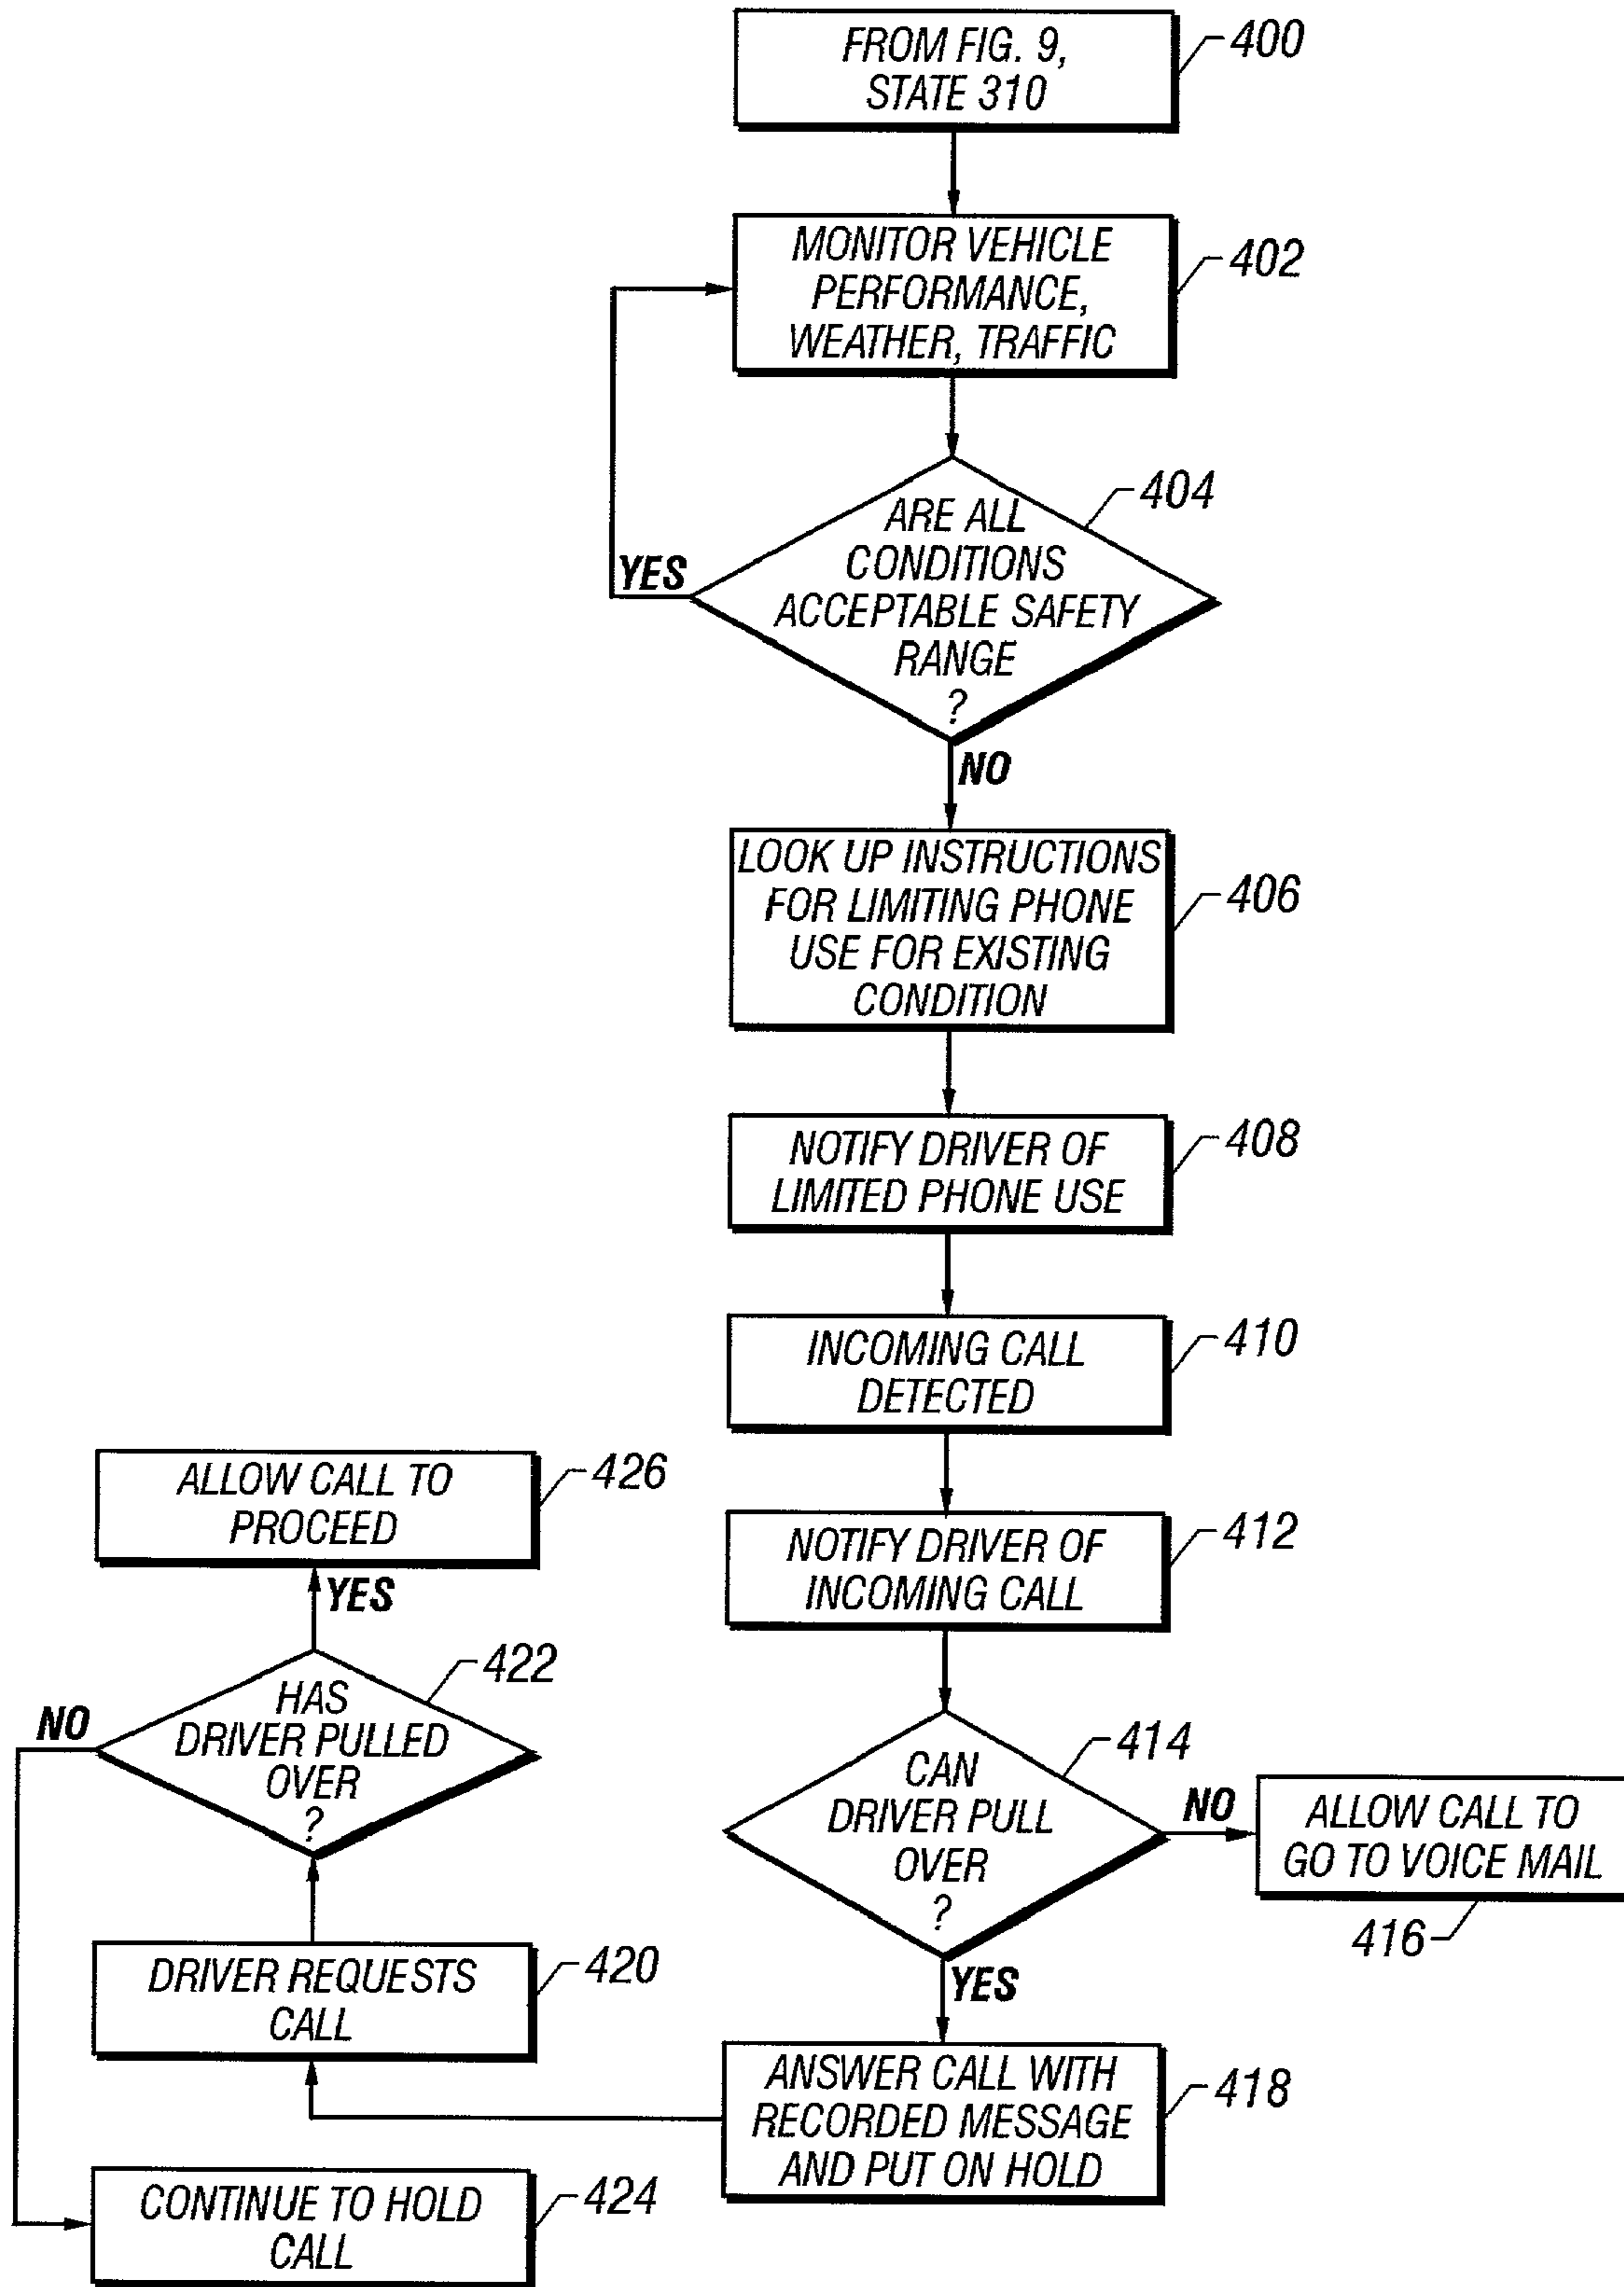 FROM FIG. 9,
STATE 310
400
MONITOR VEHICLE
PERFORMANCE,
WEATHER, TRAFFIC
402
ARE ALL
CONDITIONS
ACCEPTABLE SAFETY
RANGE
?
404
YES
NO
LOOK UP INSTRUCTIONS
FOR LIMITING PHONE
USE FOR EXISTING
CONDITION
406
NOTIFY DRIVER OF
LIMITED PHONE USE
408
INCOMING CALL
DETECTED
410
NOTIFY DRIVER OF
INCOMING CALL
412
CAN
DRIVER PULL
OVER
?
414
NO
ALLOW CALL TO
GO TO VOICE MAIL
416
YES
ANSWER CALL WITH
RECORDED MESSAGE
AND PUT ON HOLD
418
DRIVER REQUESTS
CALL
420
HAS
DRIVER PULLED
OVER
?
422
YES
ALLOW CALL TO
PROCEED
426
NO
CONTINUE TO HOLD
CALL
424